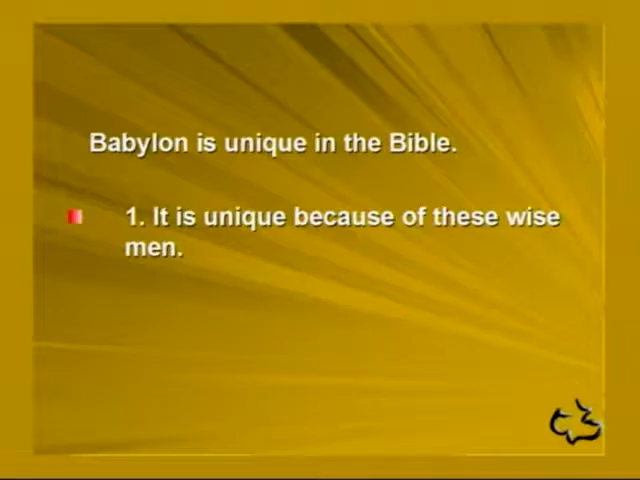 Babylon is unique in the Bible.
1. It is unique because of these wise
men.